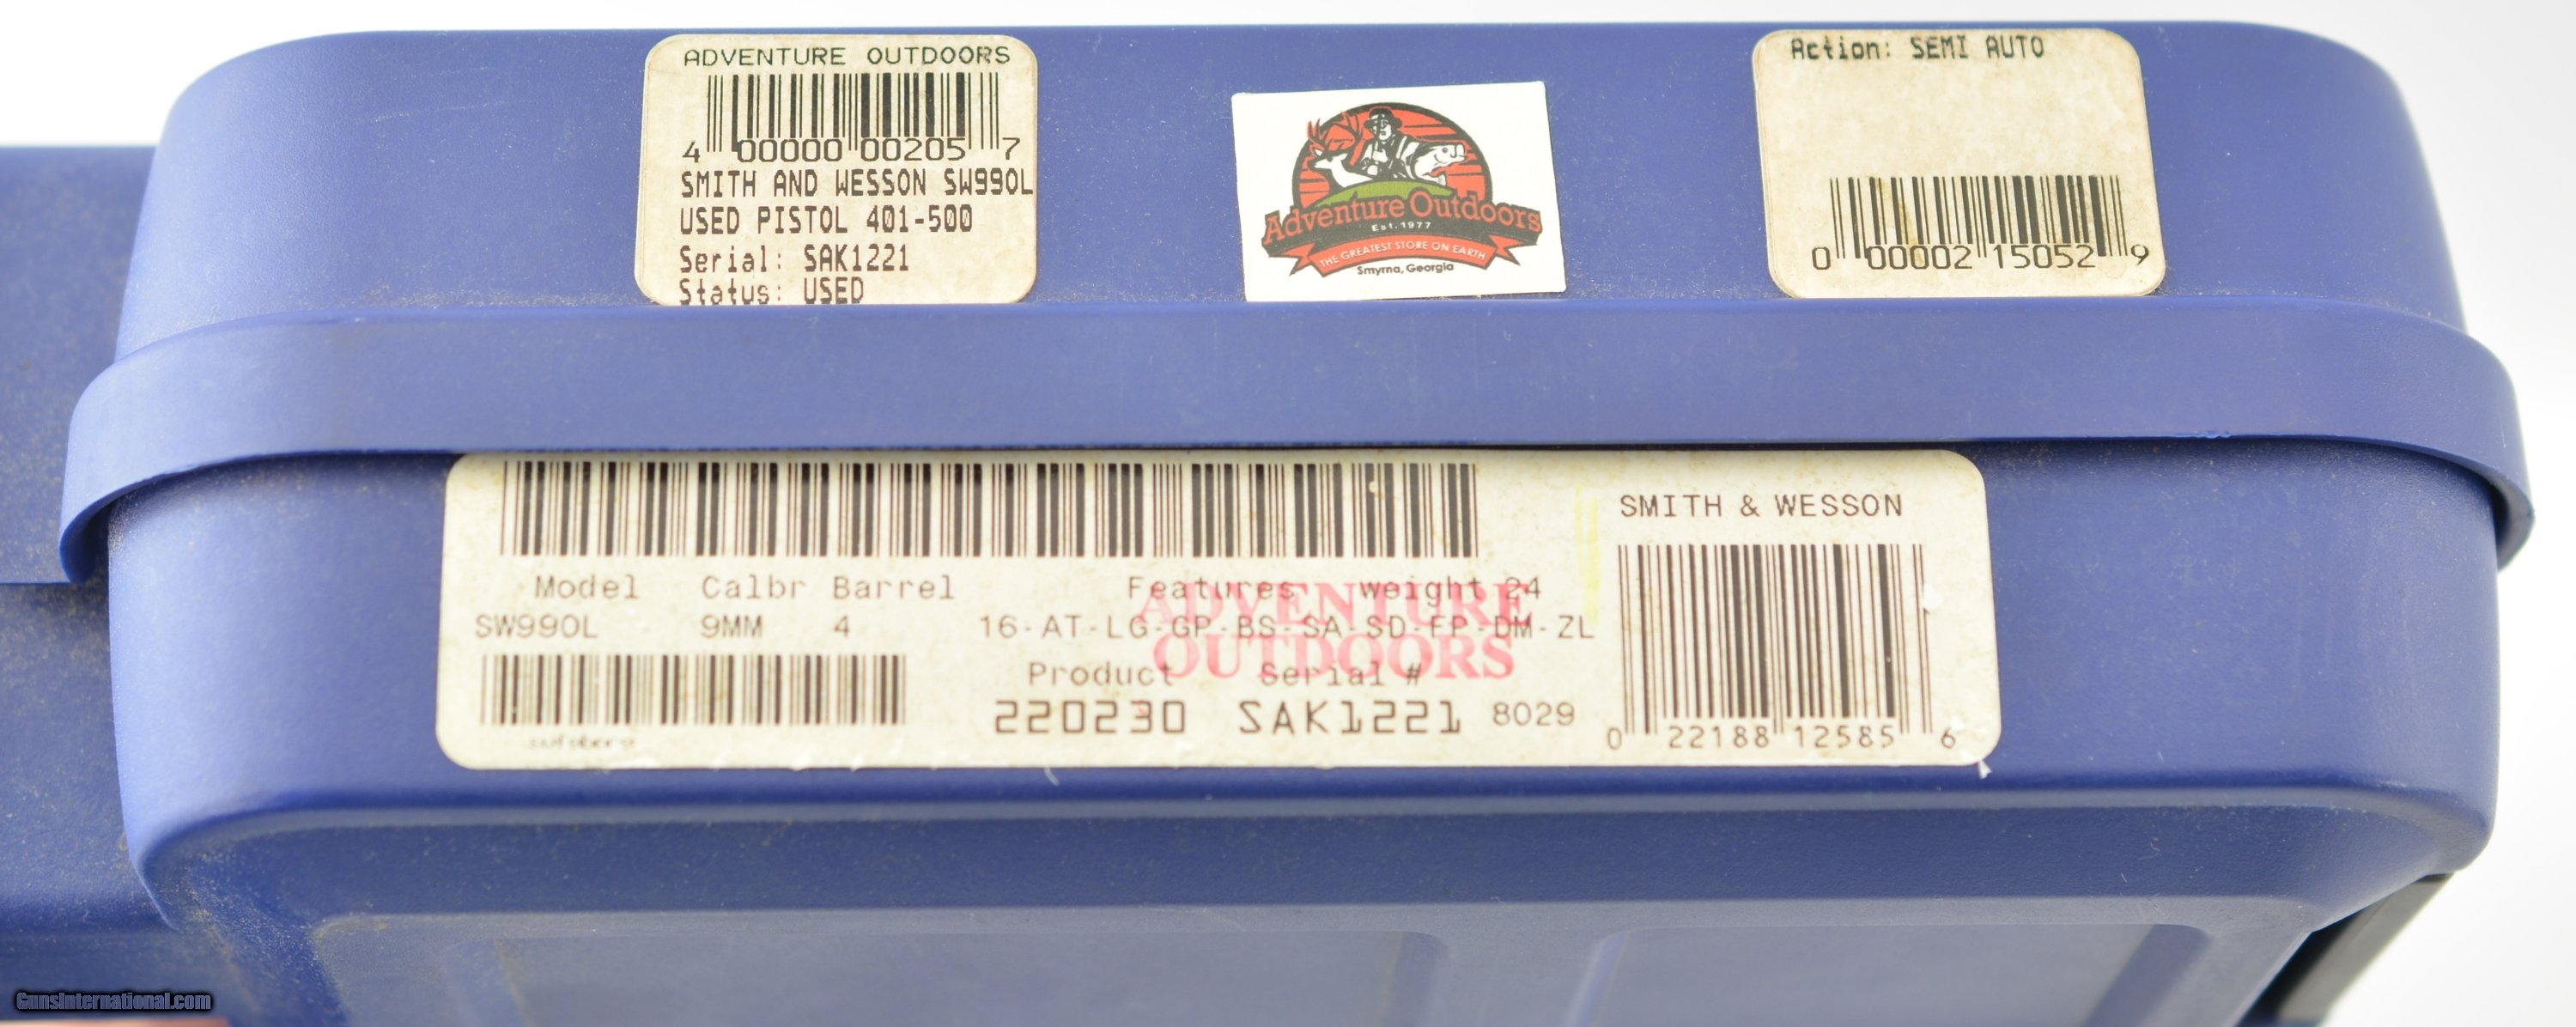 ADVENTURE OUTDOORS
4 00000 00205 7
SMITH AND WESSON SW990L
USED PISTOL 401-500
Serial: SAK1221
Status: USED
Adventure Outdoors
Est. 1977
THE GREATEST STORE ON EARTH
Smyrna, Georgia
Action: SEMI AUTO
0 00002 15052 9
Model Calbr Barrel Features weight 24
SW990L 9MM 4 16-AT-LG-GP-BS-SA-SD-FP-DM-ZL
ADVENTURE
OUTDOORS
Product Serial #
220230 SAK1221 8029
SMITH & WESSON
0 22188 12585 6
GunsInternational.com